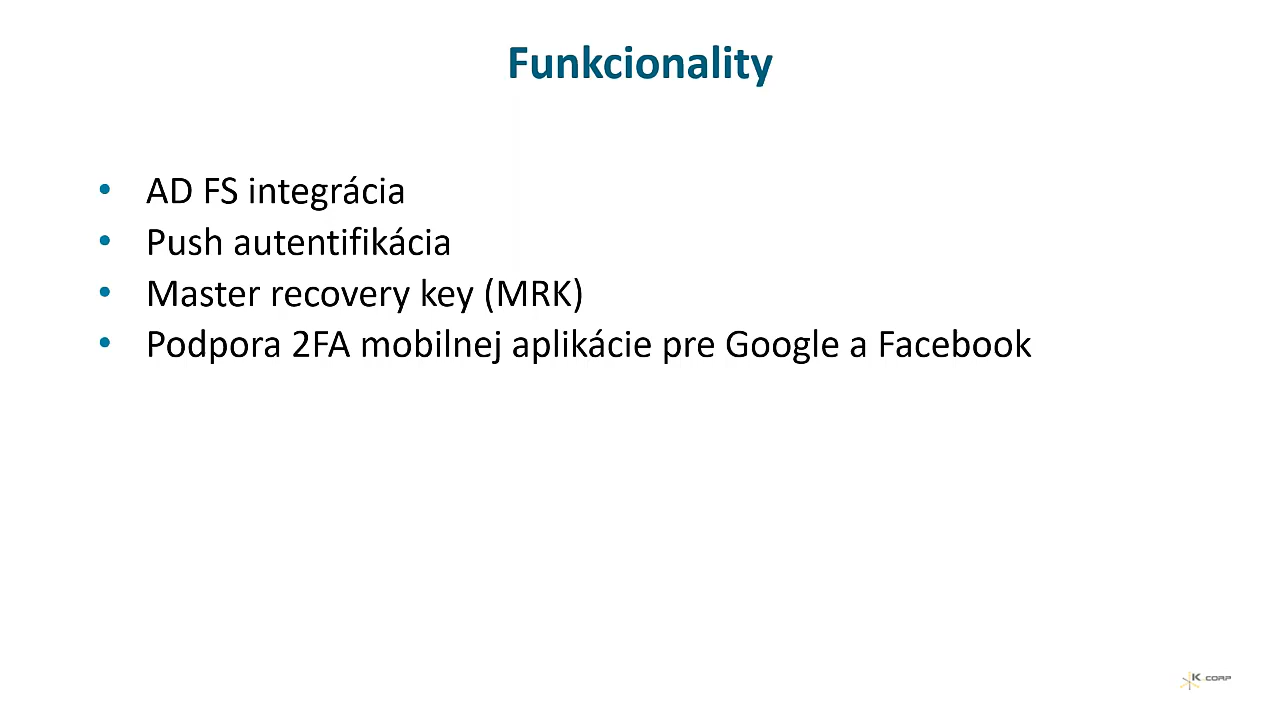 Funkcionality
• AD FS integrácia
• Push autentifikácia
• Master recovery key (MRK)
• Podpora 2FA mobilnej aplikácie pre Google a Facebook
K CORP